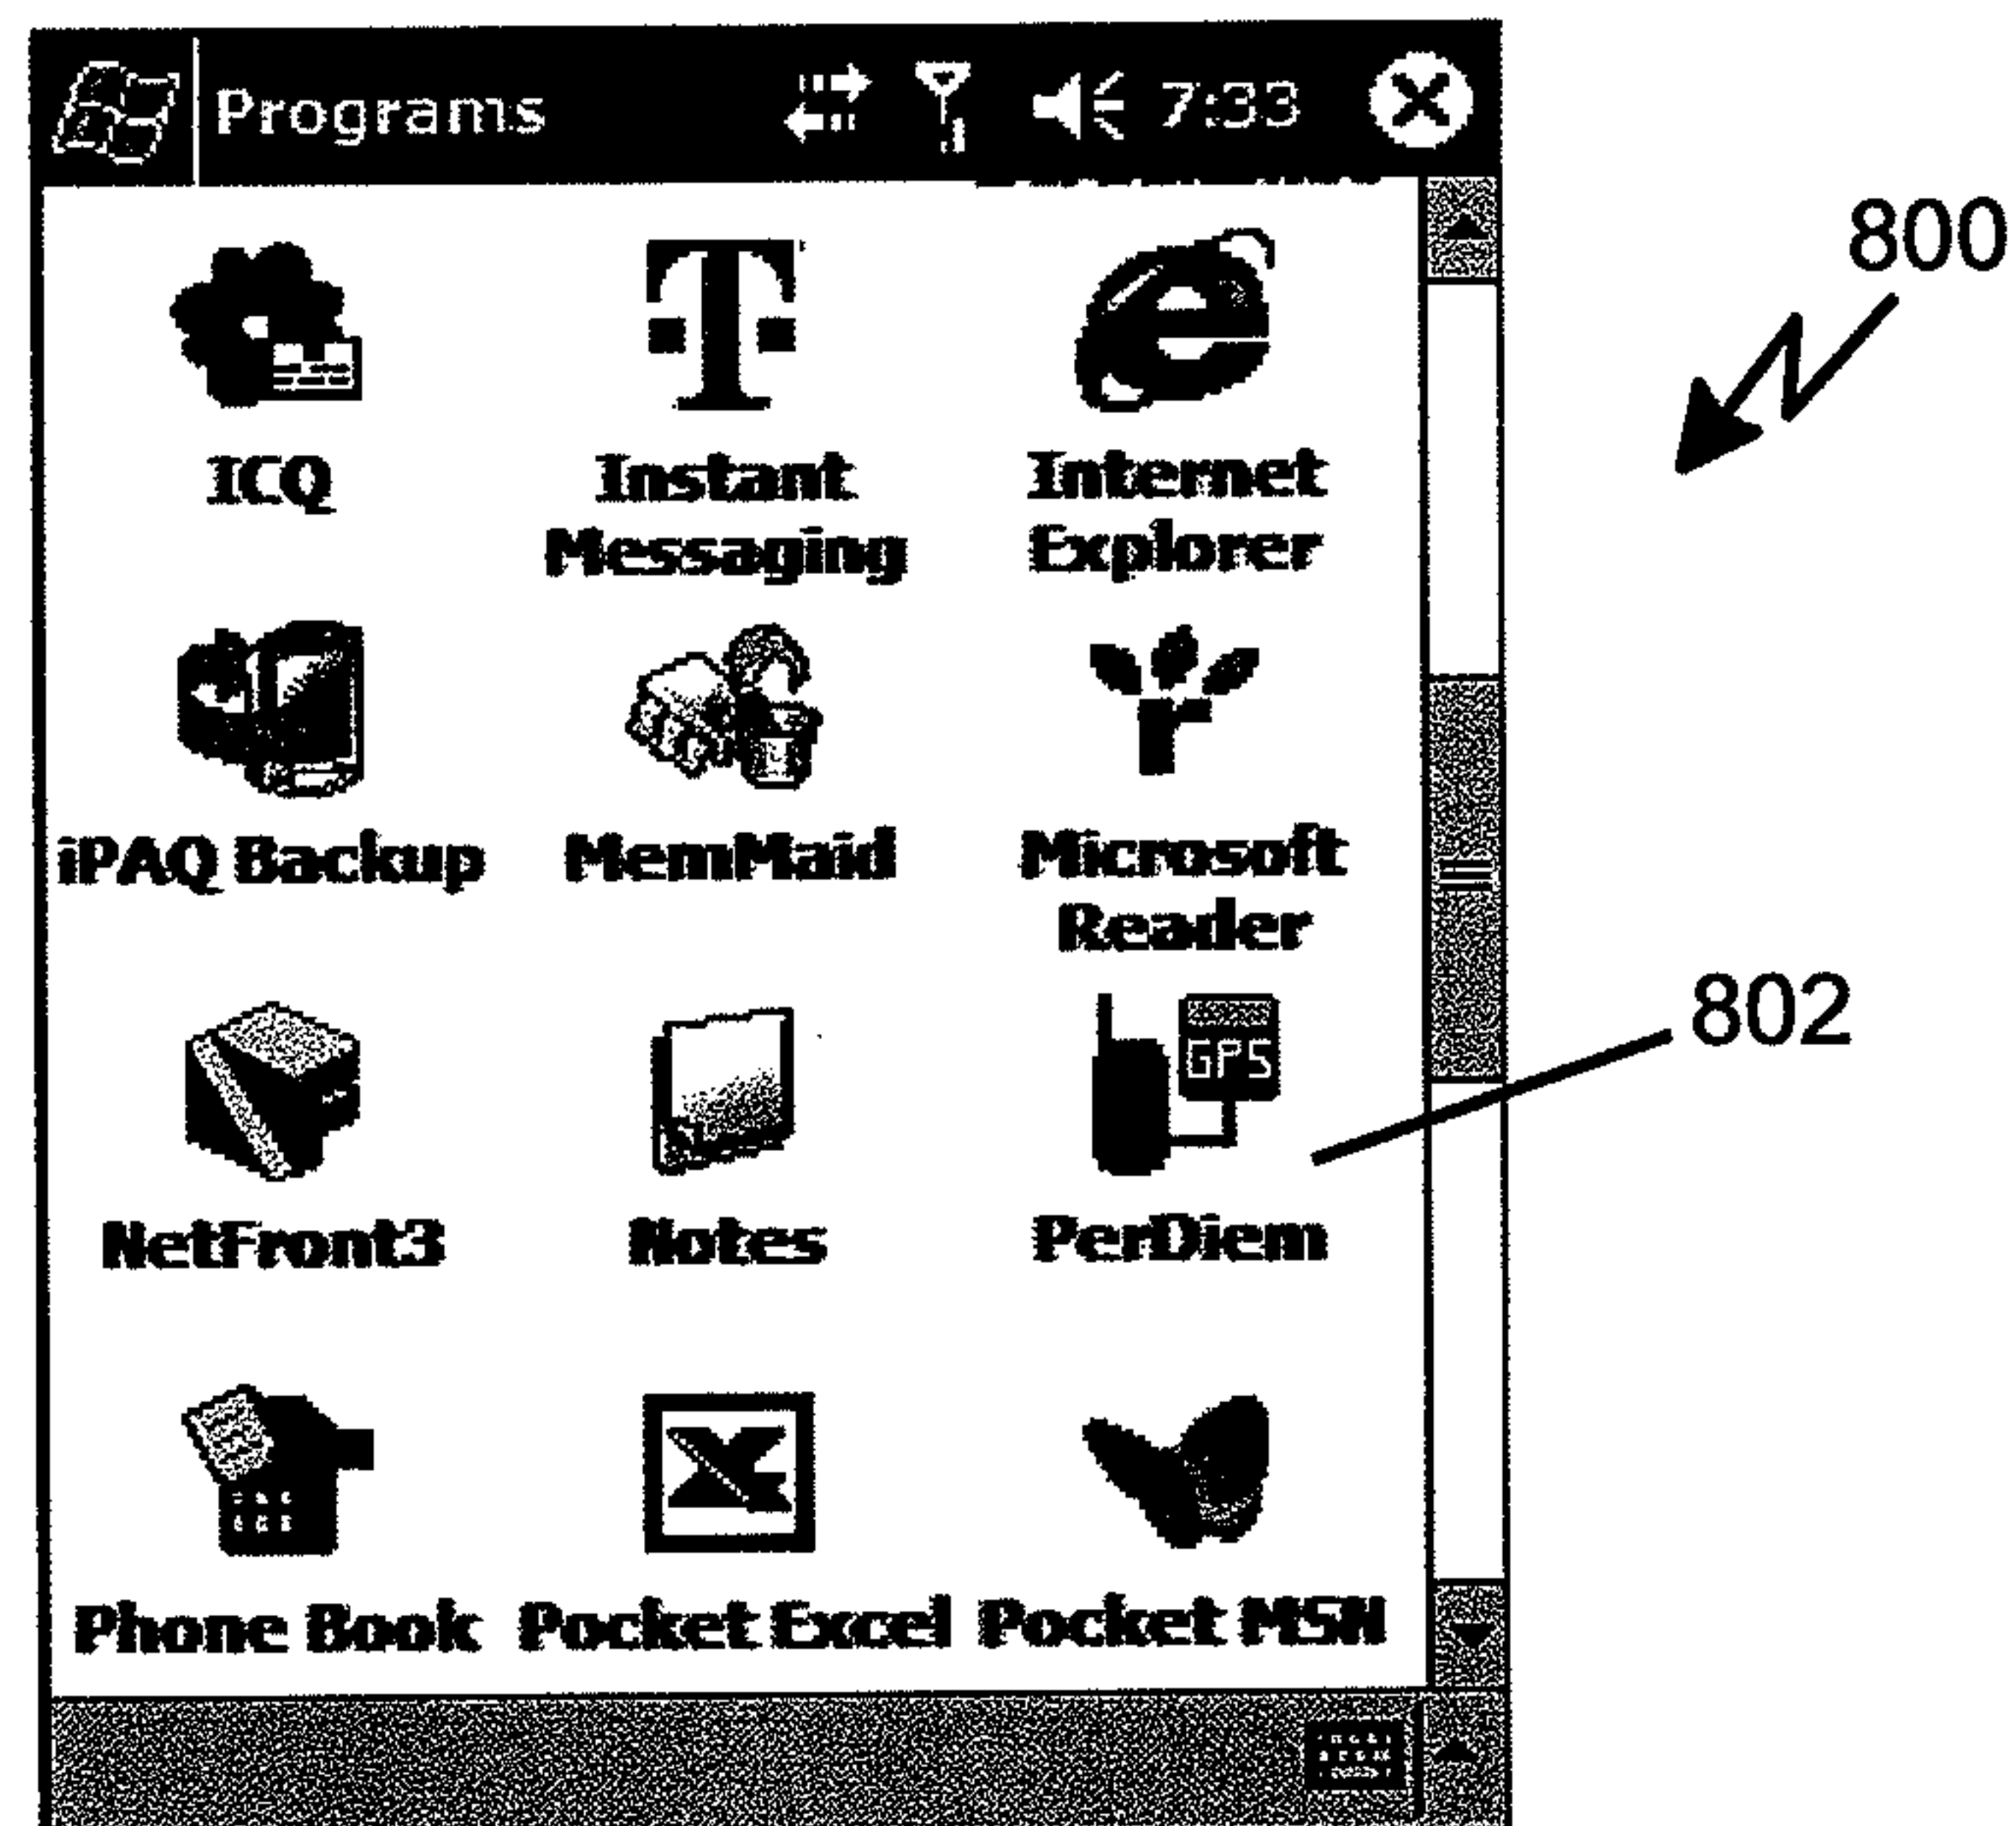 Programs 7:33
800
ICQ Instant Messaging Internet Explorer
iPAQ Backup MemMaid Microsoft Reader
GPS
802
NetFront3 Notes PerDiem
Phone Book Pocket Excel Pocket MSN